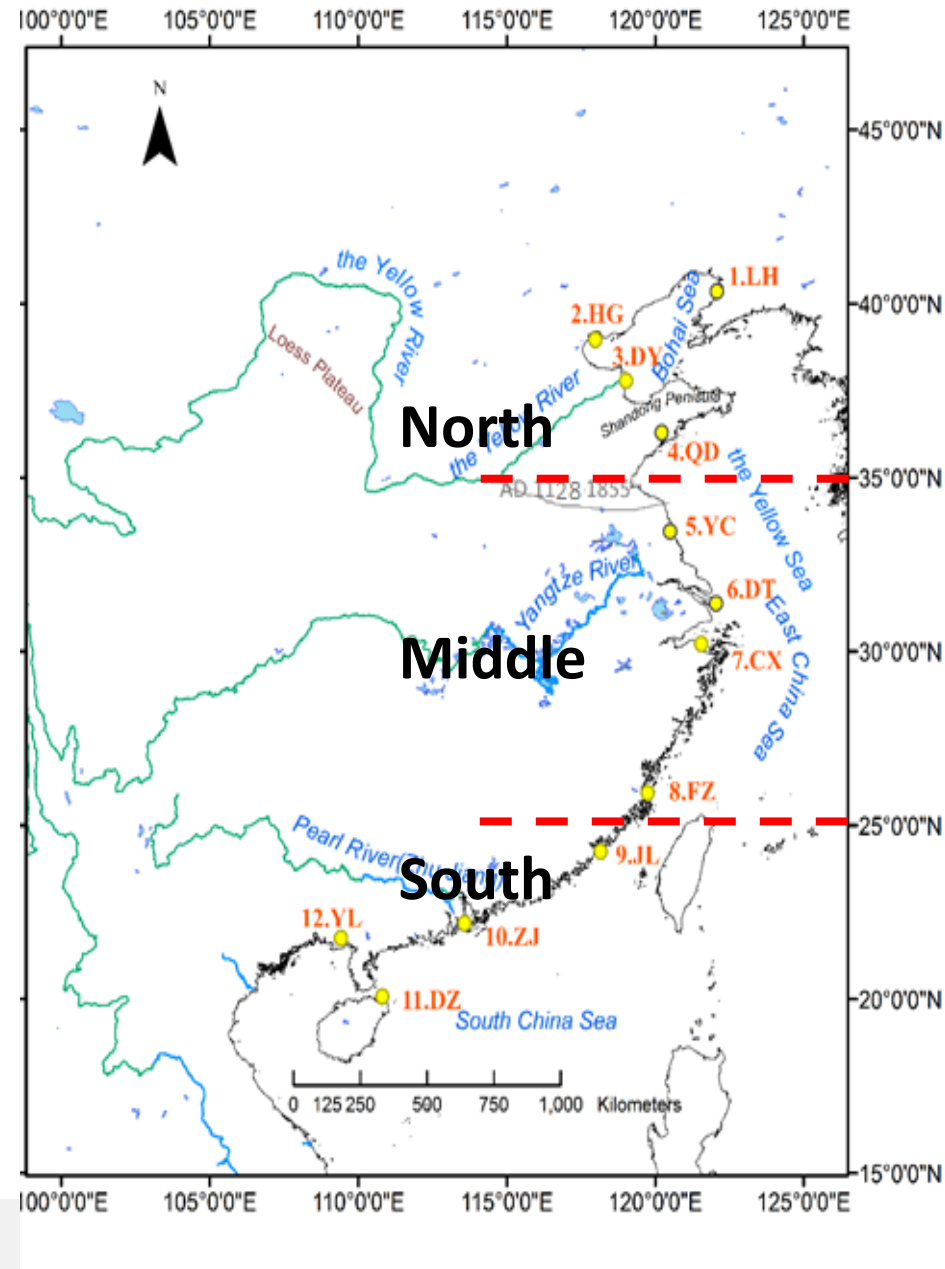 100°0'0"E 105°0'0"E 110°0'0"E 115°0'0"E 120°0'0"E 125°0'0"E
N
45°0'0"N
the Yellow River
1.LH
40°0'0"N
2.HG
Bohai Sea
Loess Plateau
3.DY
the Yellow River
Shandong Penisula
North
4.QD
the Yellow Sea
35°0'0"N
AD 1128-1855
5.YC
Yangtze River
6.DT
East China Sea
Middle
7.CX
30°0'0"N
8.FZ
25°0'0"N
Pearl River(Zhujiang)
9.JL
South
12.YL
10.ZJ
11.DZ
20°0'0"N
South China Sea
0 125 250 500 750 1,000 Kilometers
15°0'0"N
100°0'0"E 105°0'0"E 110°0'0"E 115°0'0"E 120°0'0"E 125°0'0"E